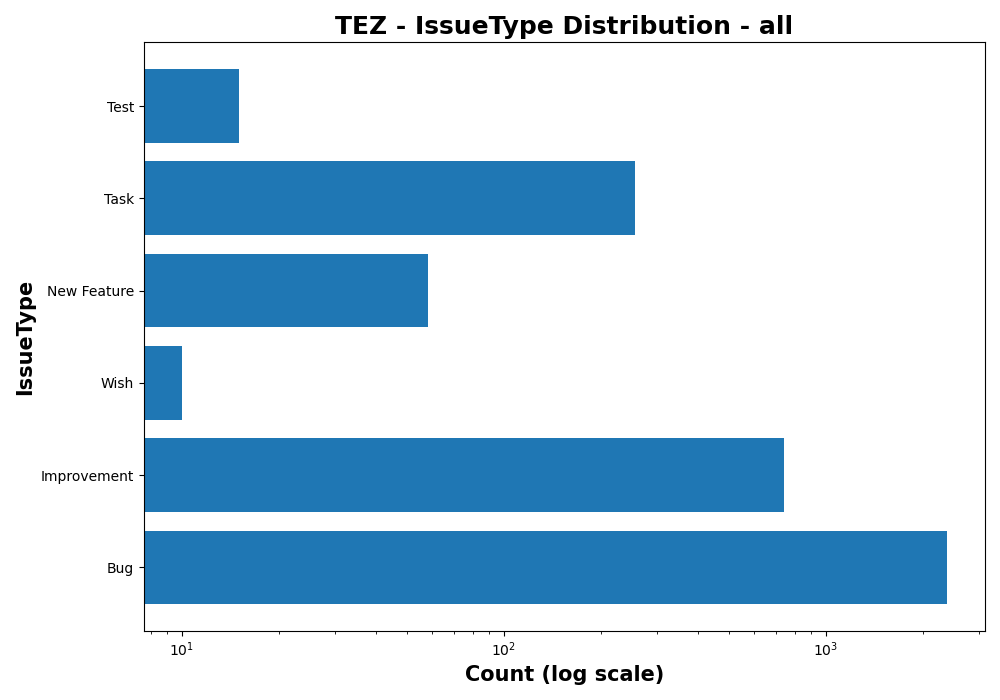 TEZ - IssueType Distribution - all
IssueType
Test
Task
New Feature
Wish
Improvement
Bug
10¹ 10² 10³
Count (log scale)